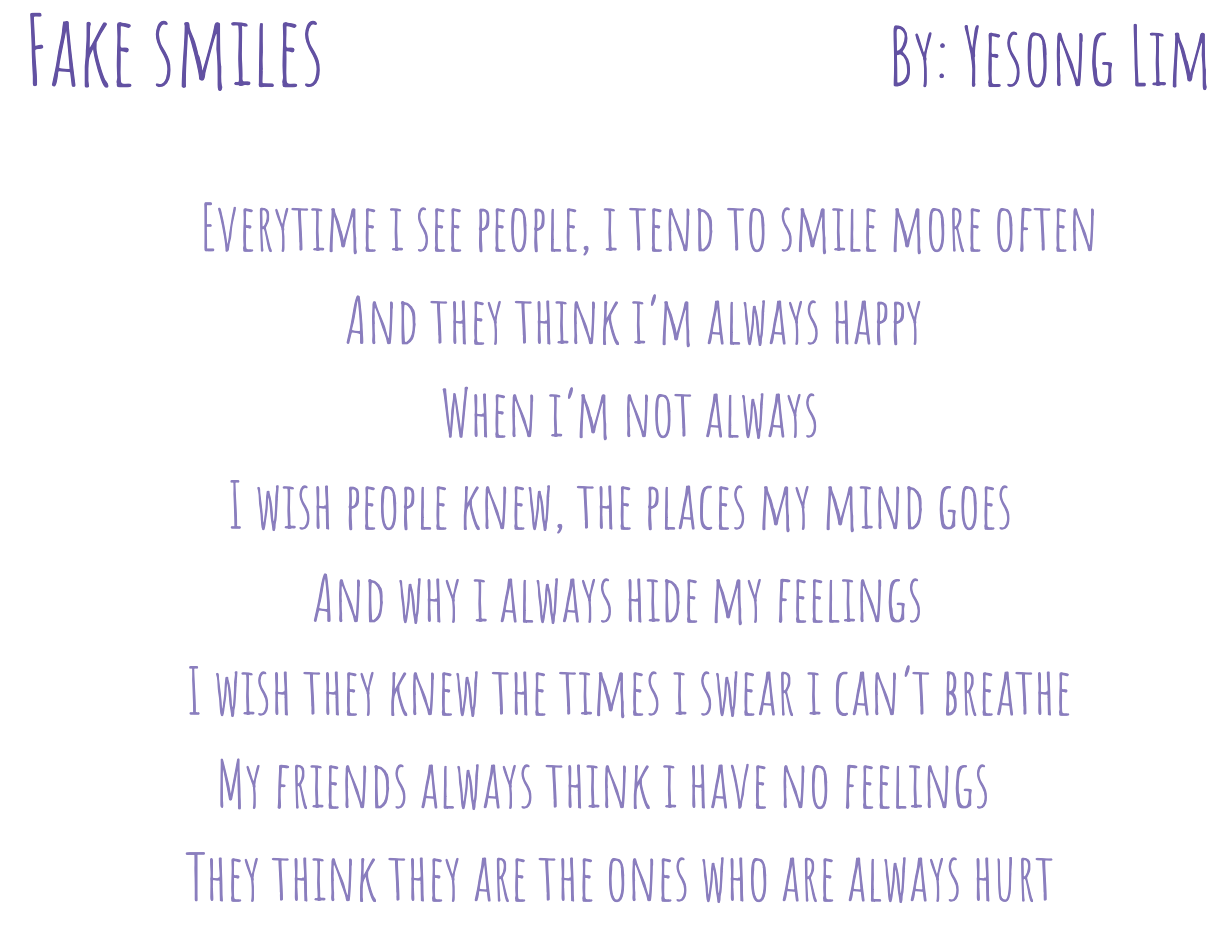 Fake smiles By: Yesong Lim
Everytime i see people, i tend to smile more often
And they think i'm always happy
When i'm not always
I wish people knew, the places my mind goes
And why i always hide my feelings
I wish they knew the times i swear i can't breathe
My friends always think i have no feelings
They think they are the ones who are always hurt